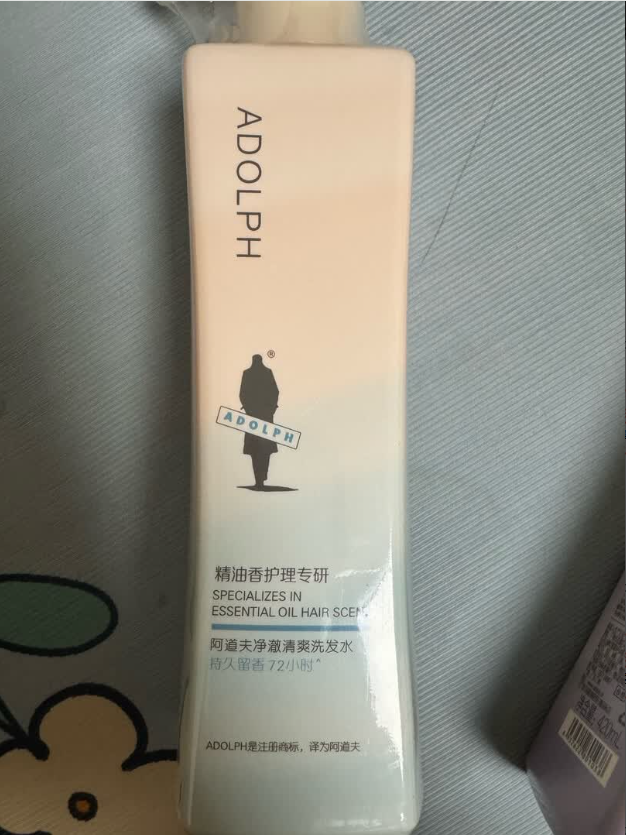 ADOLPH
®
ADOLPH
精油香护理专研
SPECIALIZES IN
ESSENTIAL OIL HAIR SCENT
阿道夫净澈清爽洗发水
持久留香72小时^
ADOLPH是注册商标，译为阿道夫
420mL